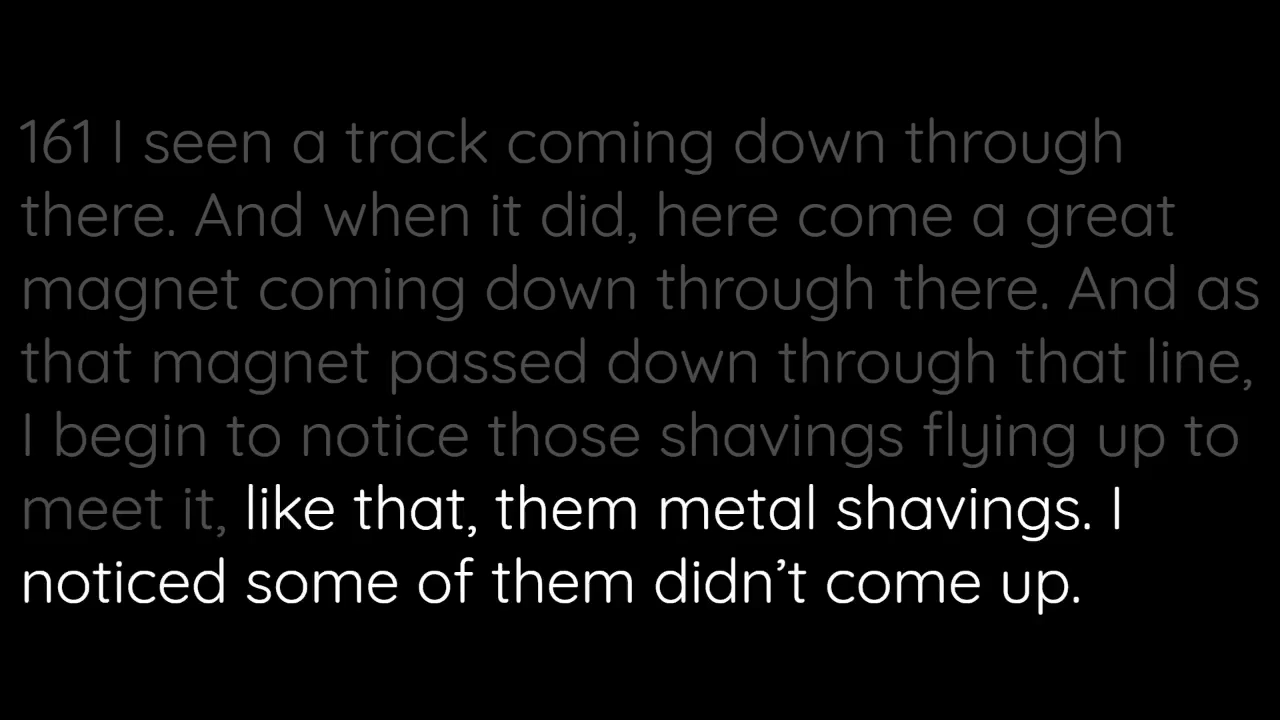 161 I seen a track coming down through
there. And when it did, here come a great
magnet coming down through there. And as
that magnet passed down through that line,
I begin to notice those shavings flying up to
meet it, like that, them metal shavings. I
noticed some of them didn’t come up.